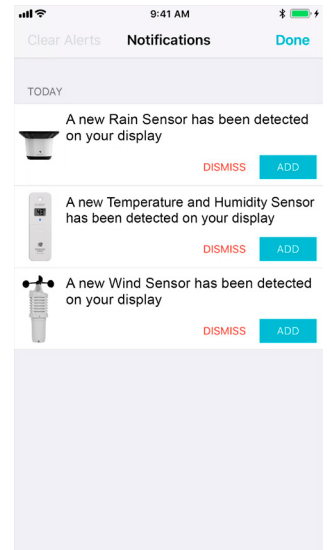 9:41 AM
Clear Alerts Notifications Done
TODAY
A new Rain Sensor has been detected
on your display
DISMISS ADD
A new Temperature and Humidity Sensor
has been detected on your display
DISMISS ADD
A new Wind Sensor has been detected
on your display
DISMISS ADD